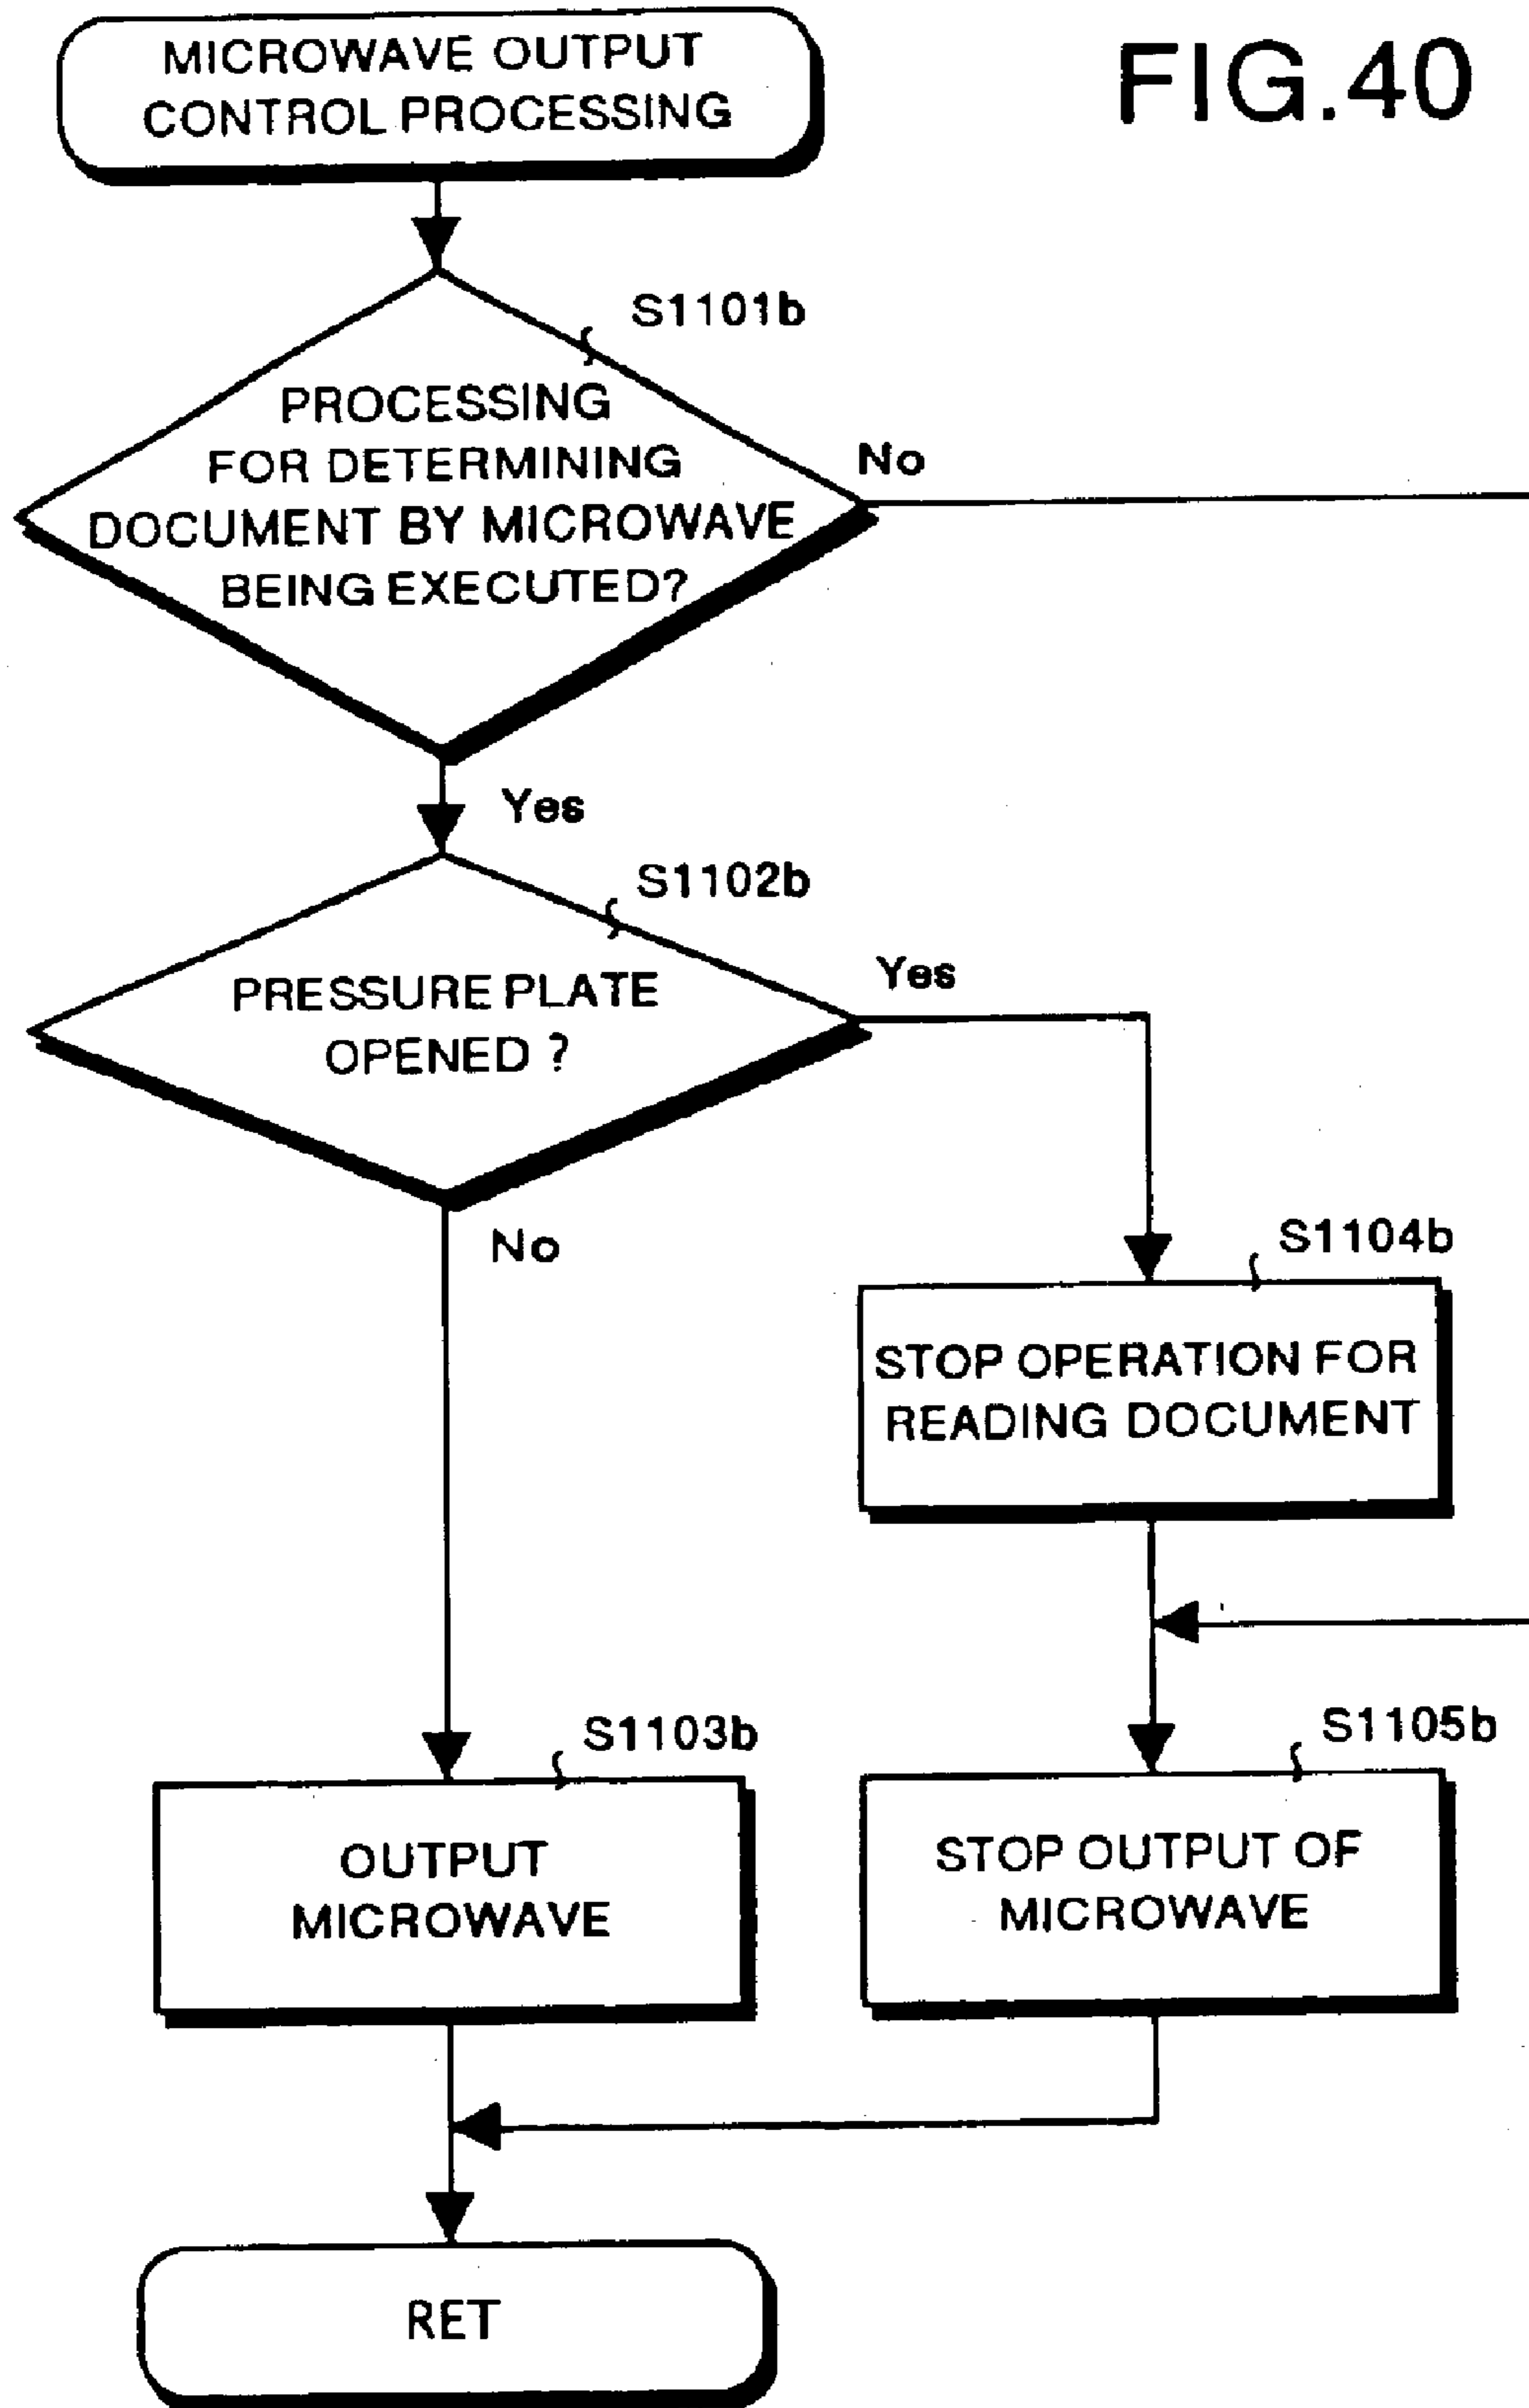 FIG.40
MICROWAVE OUTPUT
CONTROL PROCESSING
S1101b
PROCESSING
FOR DETERMINING
DOCUMENT BY MICROWAVE
BEING EXECUTED?
No
Yes
S1102b
PRESSURE PLATE
OPENED ?
Yes
No
S1104b
STOP OPERATION FOR
READING DOCUMENT
S1103b
OUTPUT
MICROWAVE
S1105b
STOP OUTPUT OF
MICROWAVE
RET